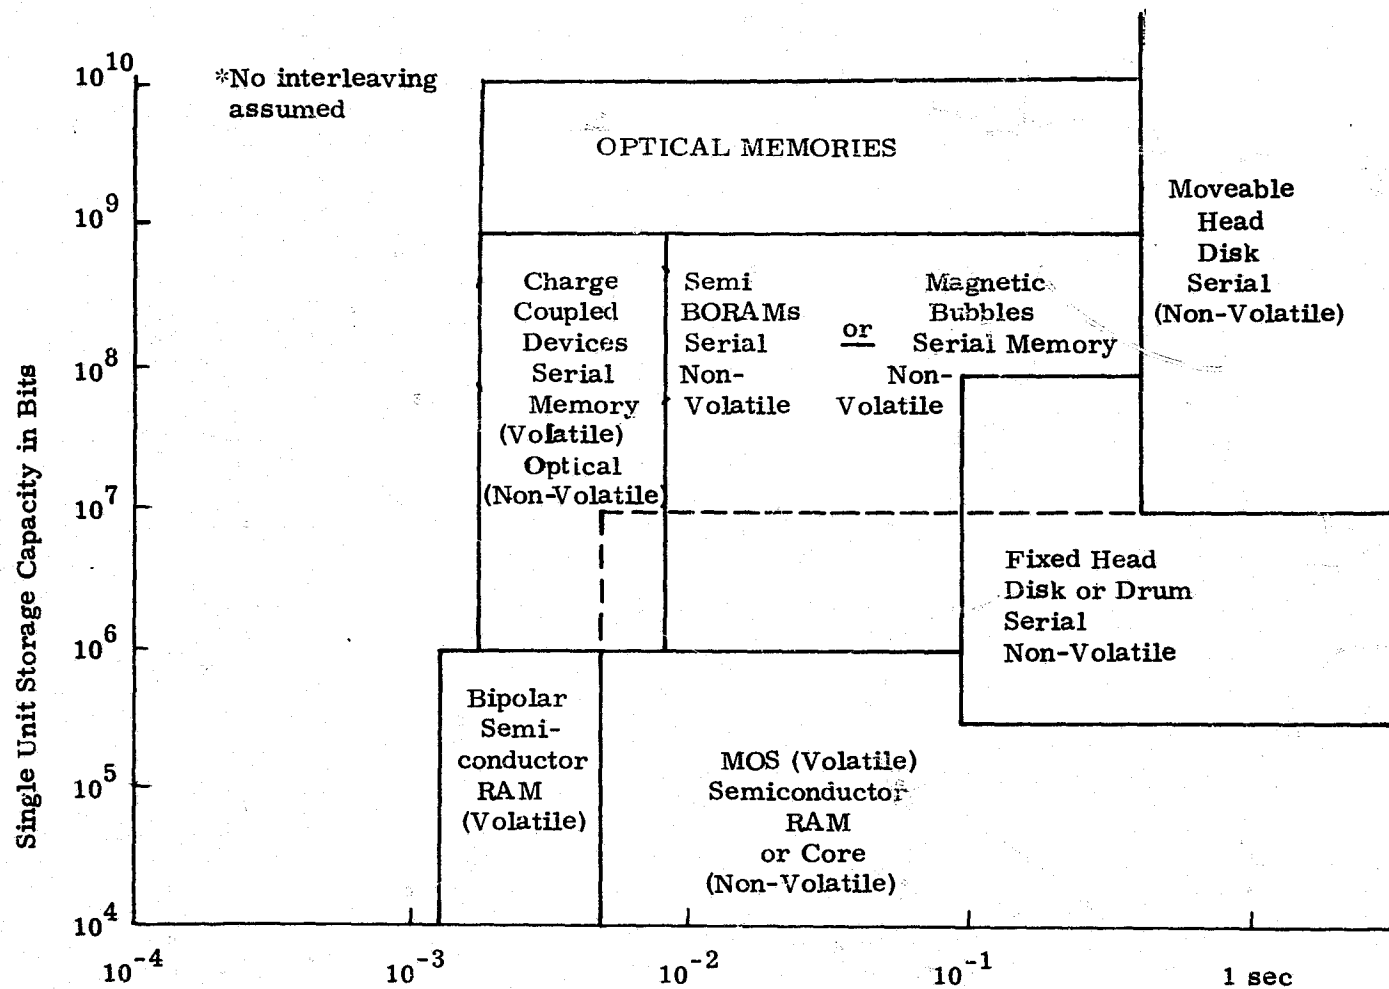 10^10
*No interleaving
assumed
OPTICAL MEMORIES
10^9
Moveable
Head
Disk
Serial
(Non-Volatile)
Charge
Coupled
Devices
Serial
Memory
(Volatile)
Optical
(Non-Volatile)
Semi
BORAMs
Serial
Non-
Volatile
or
Magnetic
Bubbles
Serial Memory
Non-
Volatile
10^8
Single Unit Storage Capacity in Bits
10^7
Fixed Head
Disk or Drum
Serial
Non-Volatile
10^6
Bipolar
Semi-
conductor
RAM
(Volatile)
MOS (Volatile)
Semiconductor
RAM
or Core
(Non-Volatile)
10^5
10^4
10^-4
10^-3
10^-2
10^-1
1 sec